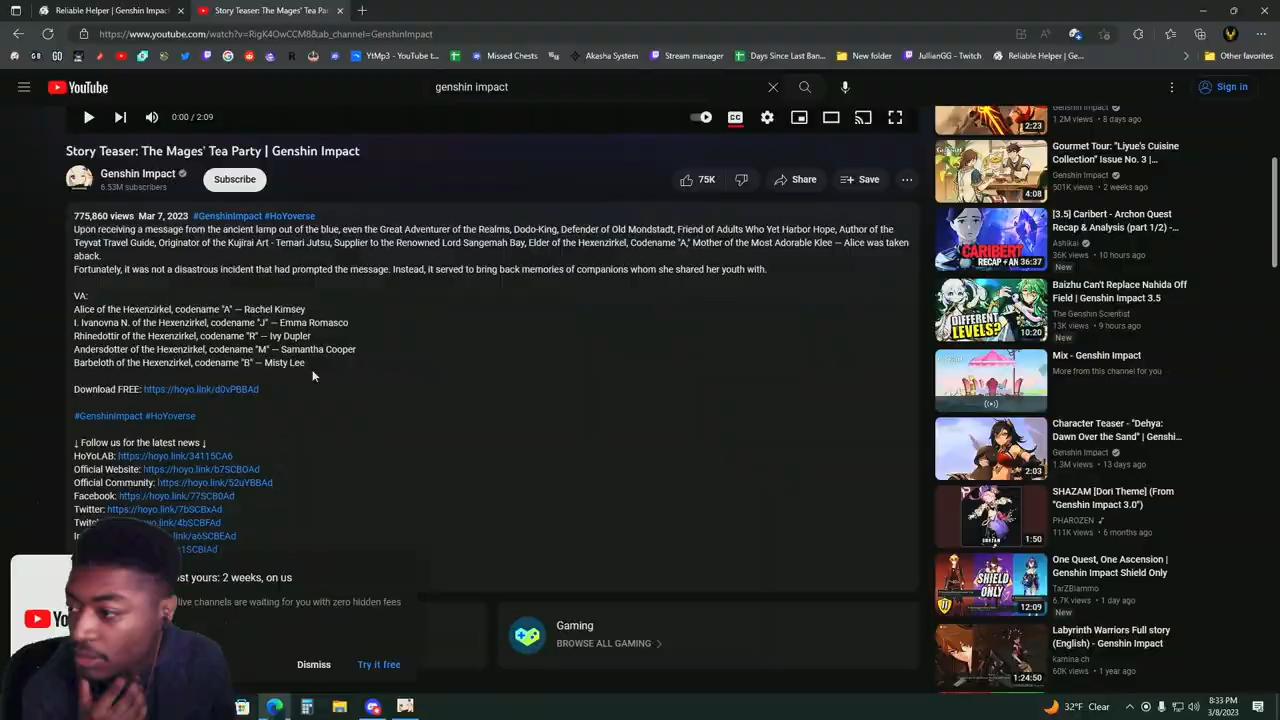 Reliable Helper | Genshin Impact
Story Teaser: The Mages' Tea Pa
https://www.youtube.com/watch?v=RigK4OwCCM8&ab_channel=GenshinImpact
YtMp3 - YouTube t...
Missed Chests
Akasha System
Stream manager
Days Since Last Ban...
New folder
JulianGG - Twitch
Reliable Helper | Ge...
Other favorites
YouTube
genshin impact
Sign in
0:00 / 2:09
Story Teaser: The Mages' Tea Party | Genshin Impact
Genshin Impact
6.53M subscribers
Subscribe
75K
Share
Save
775,860 views Mar 7, 2023 #GenshinImpact #HoYoverse
Upon receiving a message from the ancient lamp out of the blue, even the Great Adventurer of the Realms, Dodo-King, Defender of Old Mondstadt, Friend of Adults Who Yet Harbor Hope, Author of the
Teyvat Travel Guide, Originator of the Kujirai Art - Temari Jutsu, Supplier to the Renowned Lord Sangemah Bay, Elder of the Hexenzirkel, Codename "A," Mother of the Most Adorable Klee — Alice was taken
aback.
Fortunately, it was not a disastrous incident that had prompted the message. Instead, it served to bring back memories of companions whom she shared her youth with.
VA:
Alice of the Hexenzirkel, codename "A" — Rachel Kimsey
I. Ivanovna N. of the Hexenzirkel, codename "J" — Emma Romasco
Rhinedottir of the Hexenzirkel, codename "R" — Ivy Dupler
Andersdotter of the Hexenzirkel, codename "M" — Samantha Cooper
Barbeloth of the Hexenzirkel, codename "B" — Misty Lee
Download FREE: https://hoyo.link/d0vPBBAd
#GenshinImpact #HoYoverse
↓ Follow us for the latest news ↓
HoYoLAB: https://hoyo.link/34115CA6
Official Website: https://hoyo.link/b7SCBOAd
Official Community: https://hoyo.link/52uYBBAd
Facebook: https://hoyo.link/77SCB0Ad
Twitter: https://hoyo.link/7bSCBxAd
yo.link/4bSCBFAd
k/a6SCBEAd
1SCBIAd
st yours: 2 weeks, on us
live channels are waiting for you with zero hidden fees
Dismiss
Try it free
Gaming
BROWSE ALL GAMING
Genshin Impact
1.2M views • 8 days ago
2:23
Gourmet Tour: "Liyue's Cuisine
Collection" Issue No. 3 |...
Genshin Impact
501K views • 2 weeks ago
4:08
[3.5] Caribert - Archon Quest
Recap & Analysis (part 1/2) -...
Ashikai
36K views • 10 hours ago
New
CARIBERT
36:37
Baizhu Can't Replace Nahida Off
Field | Genshin Impact 3.5
The Genshin Scientist
13K views • 9 hours ago
New
DIFFERENT
LEVELS?
10:20
Mix - Genshin Impact
More from this channel for you
Character Teaser - "Dehya:
Dawn Over the Sand" | Genshi...
Genshin Impact
1.3M views • 13 days ago
2:03
SHAZAM [Dori Theme] (From
"Genshin Impact 3.0")
PHAROZEN
111K views • 6 months ago
SHAZAM
1:50
One Quest, One Ascension |
Genshin Impact Shield Only
TarZBlammo
6.7K views • 1 day ago
New
SHIELD
ONLY
12:09
Labyrinth Warriors Full story
(English) - Genshin Impact
kamina ch
60K views • 1 year ago
1:24:50
32°F Clear
8:33 PM
3/8/2023